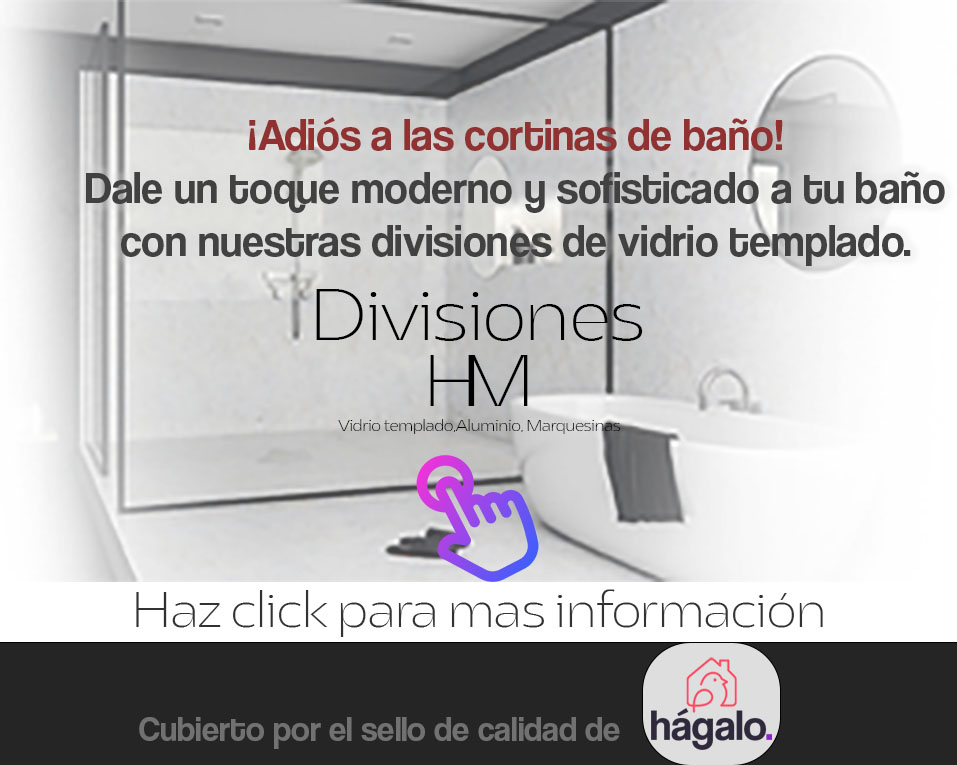 ¡Adiós a las cortinas de baño!
Dale un toque moderno y sofisticado a tu baño
con nuestras divisiones de vidrio templado.
Divisiones
HM
Vidrio templado,Aluminio, Marquesinas
Haz click para mas información
Cubierto por el sello de calidad de
hágalo.